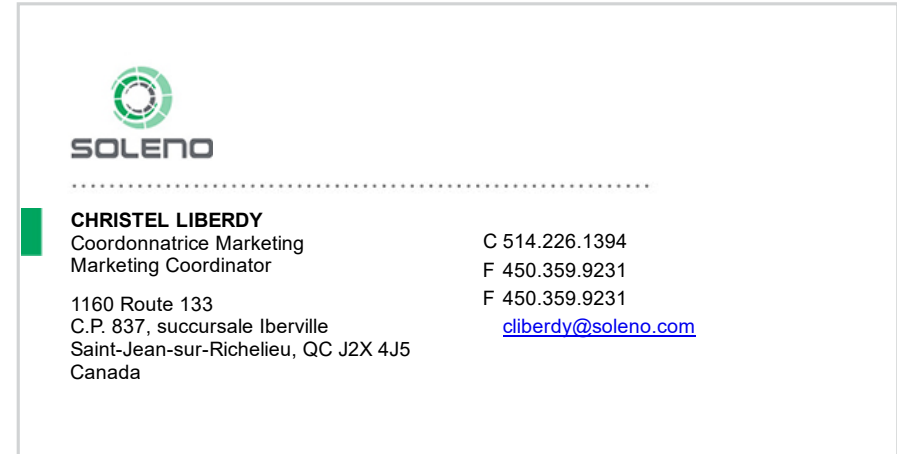 SOLENO
CHRISTEL LIBERDY
Coordonnatrice Marketing
Marketing Coordinator
1160 Route 133
C.P. 837, succursale Iberville
Saint-Jean-sur-Richelieu, QC J2X 4J5
Canada
C 514.226.1394
F 450.359.9231
F 450.359.9231
cliberdy@soleno.com